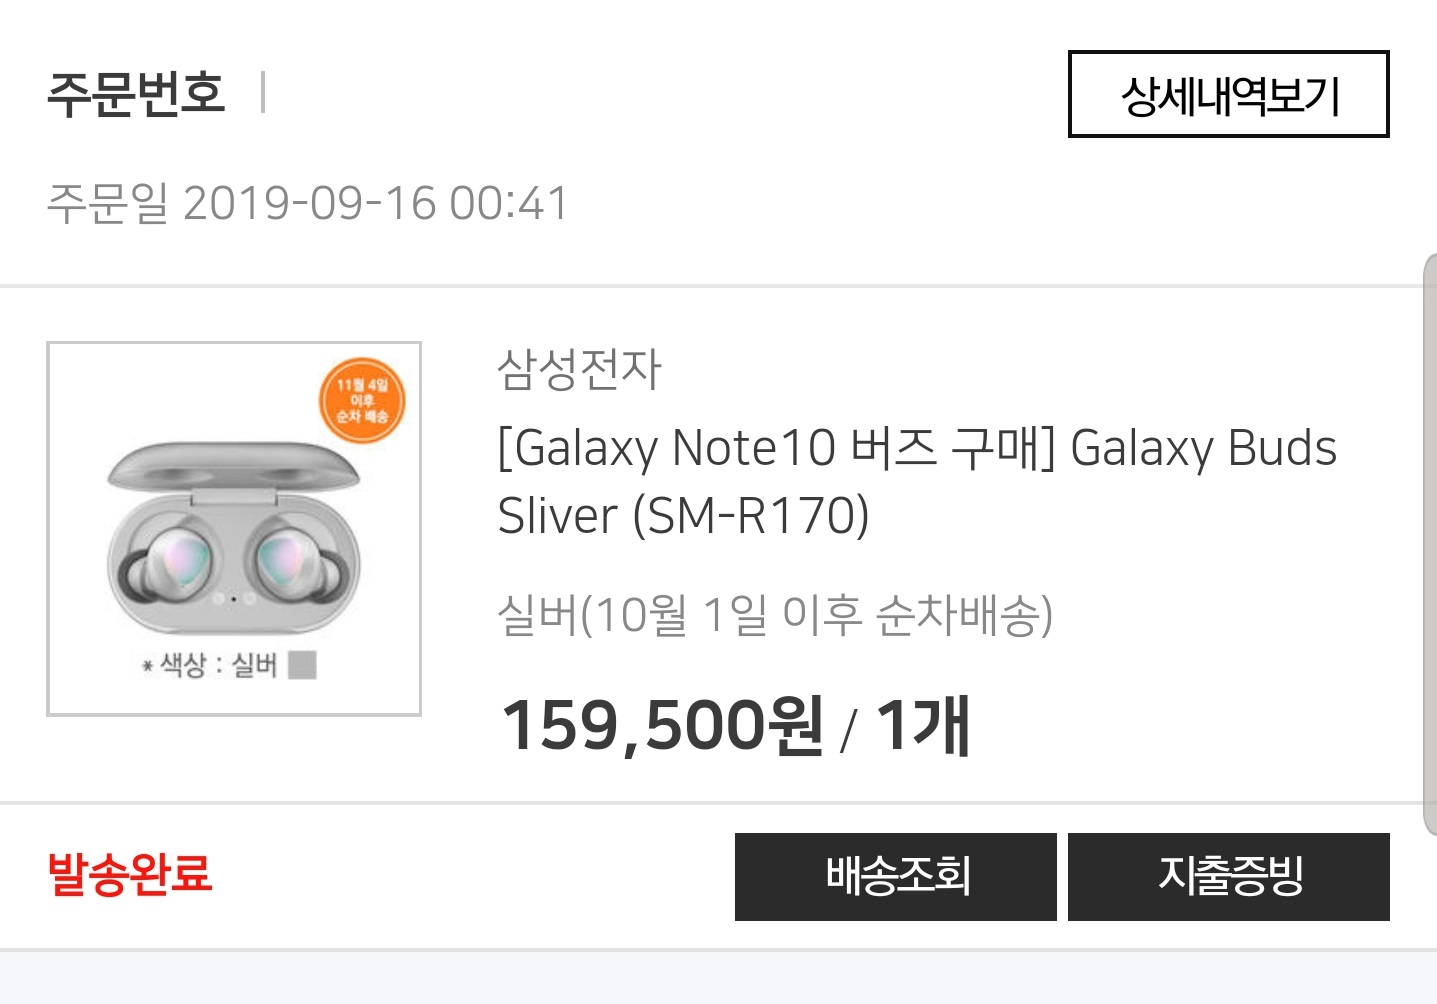 주문번호 |
상세내역보기
주문일 2019-09-16 00:41
11월 4일
이후
순차 배송
* 색상 : 실버
삼성전자
[Galaxy Note10 버즈 구매] Galaxy Buds
Sliver (SM-R170)
실버(10월 1일 이후 순차배송)
159,500원 / 1개
발송완료
배송조회
지출증빙